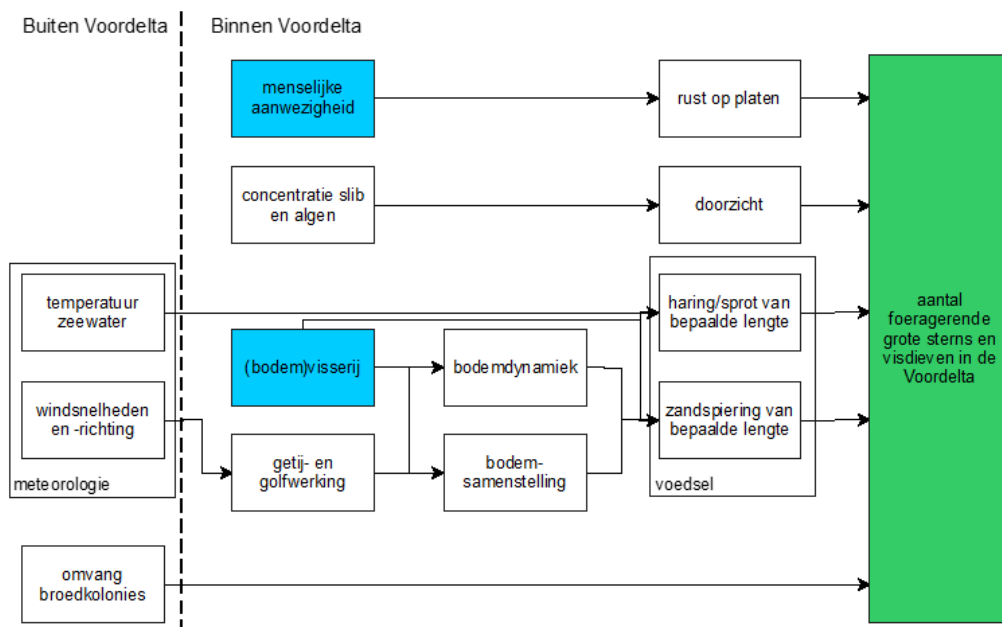 Buiten Voordelta
Binnen Voordelta
menselijke
aanwezigheid
rust op platen
concentratie slib
en algen
doorzicht
temperatuur
zeewater
haring/sprot van
bepaalde lengte
(bodem)visserij
bodemdynamiek
windsnelheden
en -richting
zandspiering van
bepaalde lengte
getij- en
golfwerking
bodem-
samenstelling
meteorologie
voedsel
omvang
broedkolonies
aantal
foeragerende
grote sterns en
visdieven in de
Voordelta